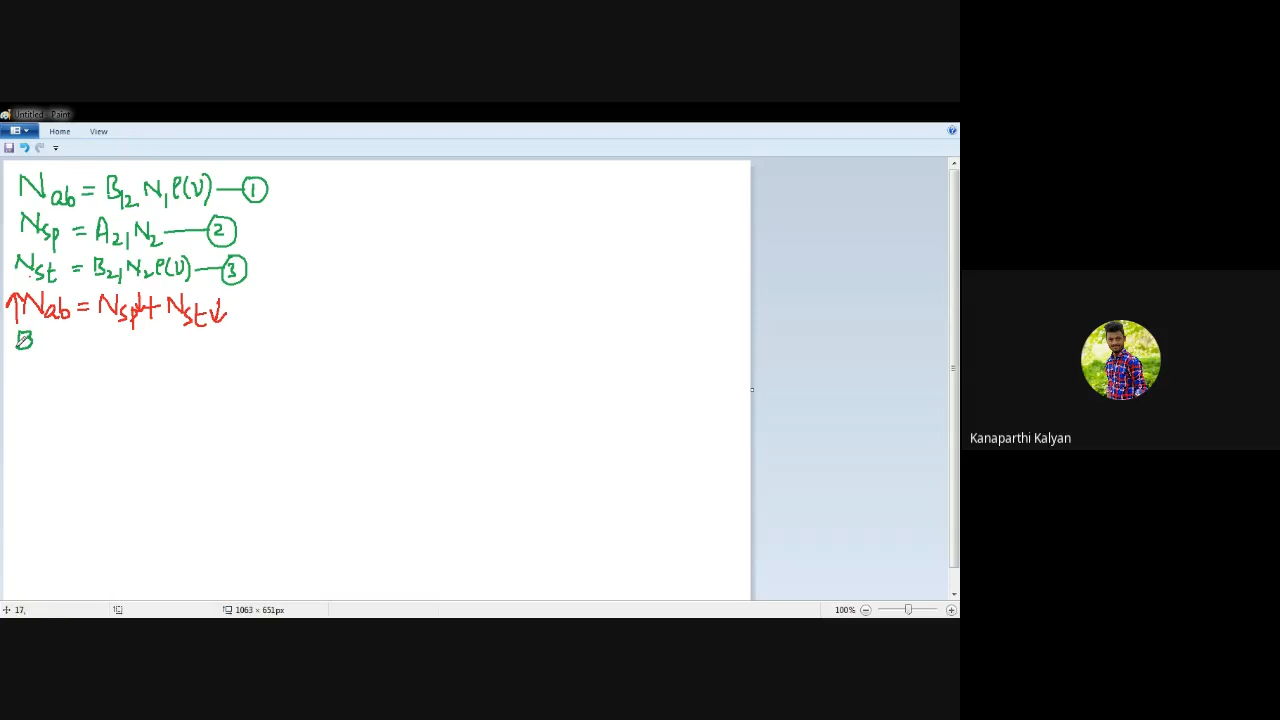 Untitled - Paint
Home View
N_ab = B_12 N_1 ρ(ν) — ①
N_sp = A_21 N_2 — ②
N_st = B_21 N_2 ρ(ν) — ③
↑N_ab = N_sp↓ + N_st↓
B
Kanaparthi Kalyan
17,
1063 × 651px
100%